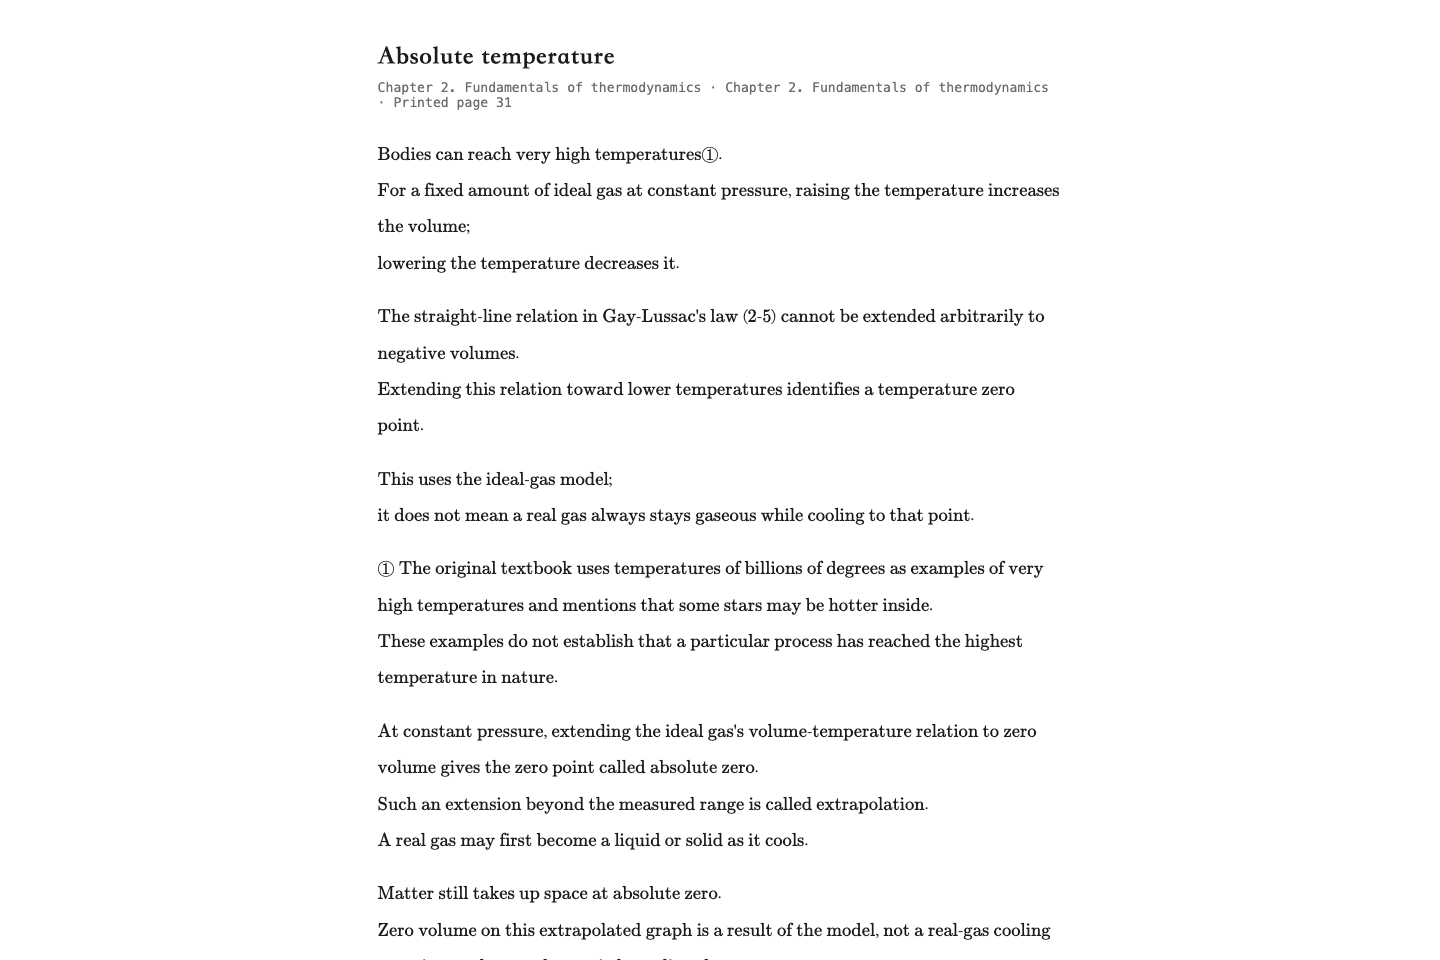 Absolute temperature
Chapter 2. Fundamentals of thermodynamics · Chapter 2. Fundamentals of thermodynamics
· Printed page 31
Bodies can reach very high temperatures①.
For a fixed amount of ideal gas at constant pressure, raising the temperature increases
the volume;
lowering the temperature decreases it.
The straight-line relation in Gay-Lussac's law (2-5) cannot be extended arbitrarily to
negative volumes.
Extending this relation toward lower temperatures identifies a temperature zero
point.
This uses the ideal-gas model;
it does not mean a real gas always stays gaseous while cooling to that point.
① The original textbook uses temperatures of billions of degrees as examples of very
high temperatures and mentions that some stars may be hotter inside.
These examples do not establish that a particular process has reached the highest
temperature in nature.
At constant pressure, extending the ideal gas's volume-temperature relation to zero
volume gives the zero point called absolute zero.
Such an extension beyond the measured range is called extrapolation.
A real gas may first become a liquid or solid as it cools.
Matter still takes up space at absolute zero.
Zero volume on this extrapolated graph is a result of the model, not a real-gas cooling